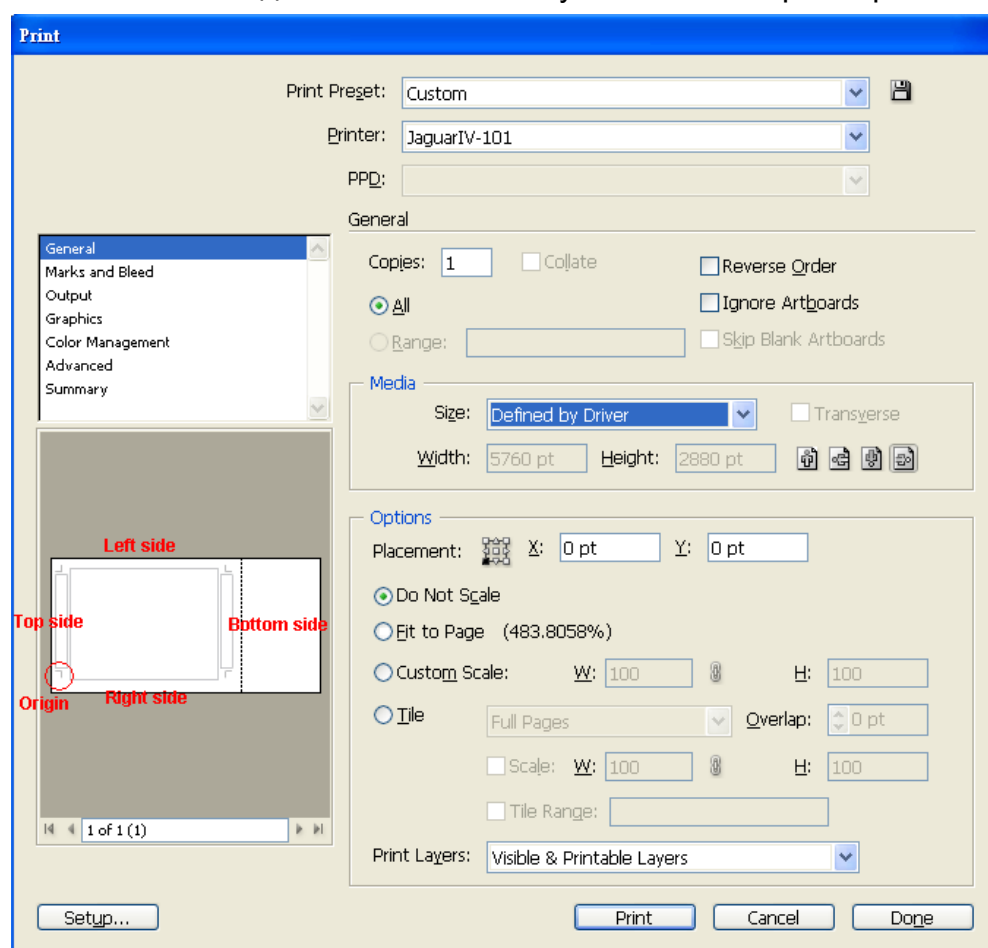 Print
Print Preset: Custom
Printer: JaguarIV-101
PPD:
General
Marks and Bleed
Output
Graphics
Color Management
Advanced
Summary
General
Copies: 1 Collate Reverse Order
All Ignore Artboards
Range: Skip Blank Artboards
Media
Size: Defined by Driver Transverse
Width: 5760 pt Height: 2880 pt
Left side
Top side
Bottom side
Origin
Right side
1 of 1 (1)
Options
Placement: X: 0 pt Y: 0 pt
Do Not Scale
Fit to Page (483.8058%)
Custom Scale: W: 100 H: 100
Tile Full Pages Overlap: 0 pt
Scale: W: 100 H: 100
Tile Range:
Print Layers: Visible & Printable Layers
Setup... Print Cancel Done